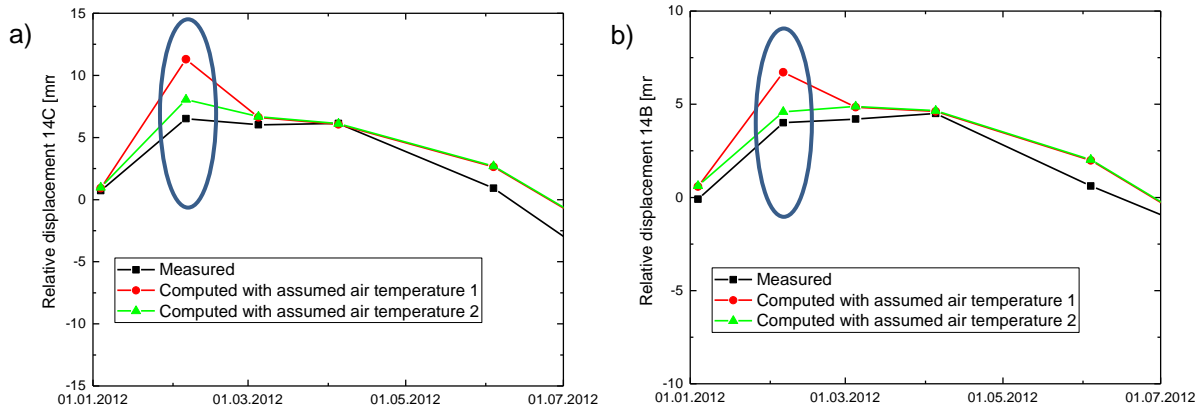 a)
Relative displacement 14C [mm
15
10
5
0
-5
-10
-15
Measured
Computed with assumed air temperature 1
Computed with assumed air temperature 2
01.01.2012 01.03.2012 01.05.2012 01.07.2012
b)
Relative displacement 14B [mr
10
5
0
-5
-10
Measured
Computed with assumed air temperature 1
Computed with assumed air temperature 2
01.01.2012 01.03.2012 01.05.2012 01.07.2012